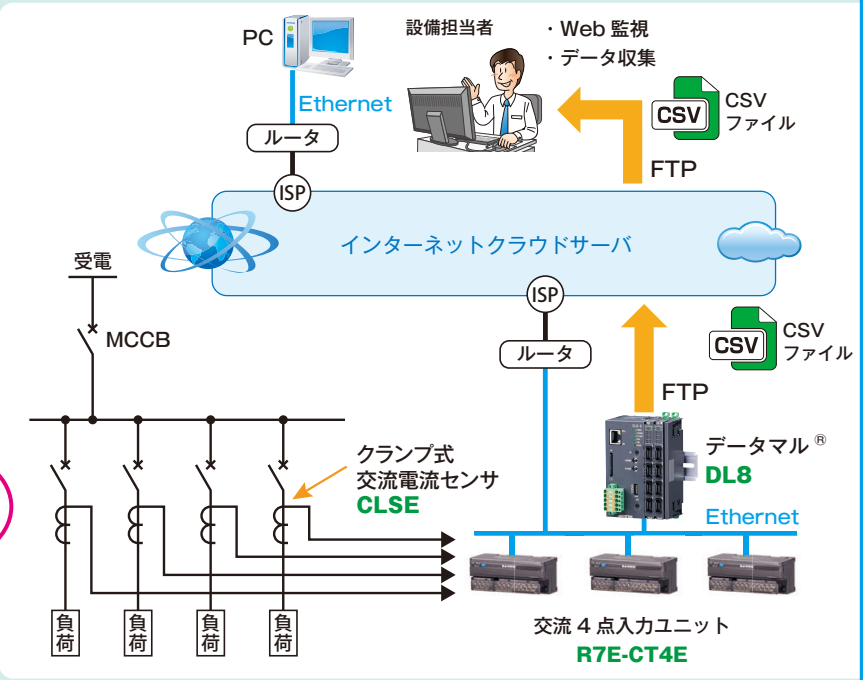 PC
設備担当者
・Web 監視
・データ収集
Ethernet
CSV
CSV
ファイル
ルータ
FTP
ISP
インターネットクラウドサーバ
受電
ISP
MCCB
ルータ
CSV
CSV
ファイル
FTP
クランプ式
交流電流センサ
CLSE
データマル®
DL8
Ethernet
負荷
負荷
負荷
負荷
交流 4 点入力ユニット
R7E-CT4E